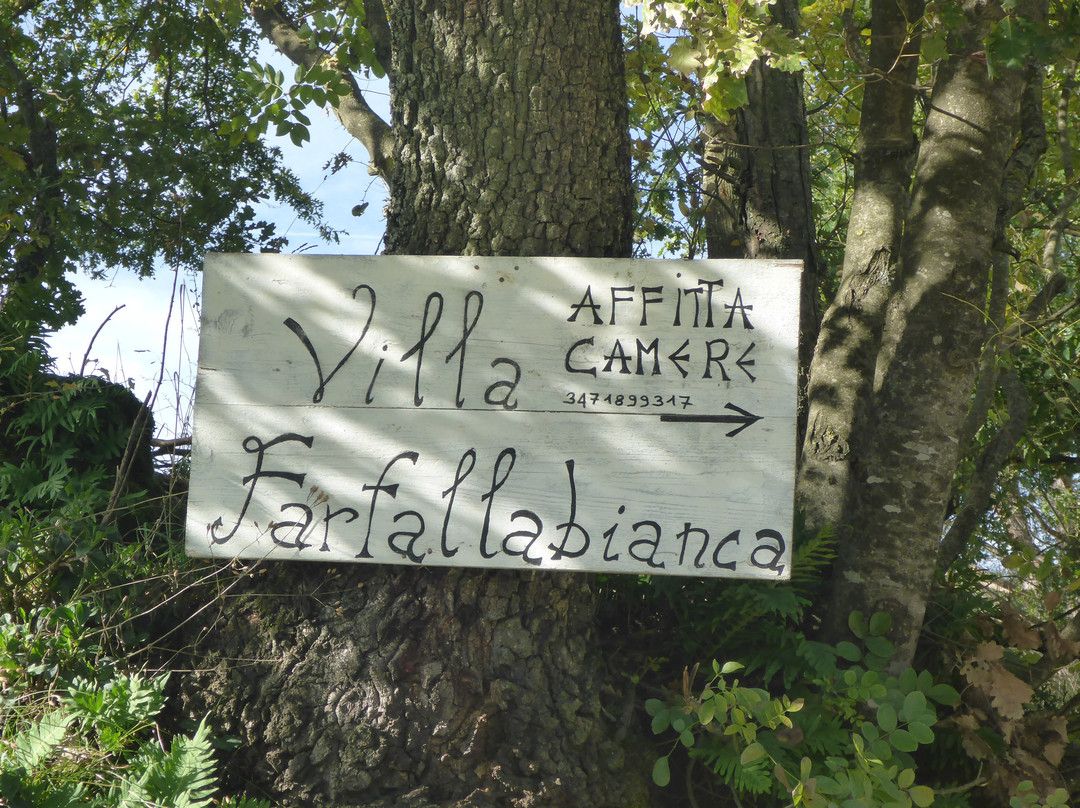 Villa
AFFITTA
CAMERE
3471899317
Farfallabianca